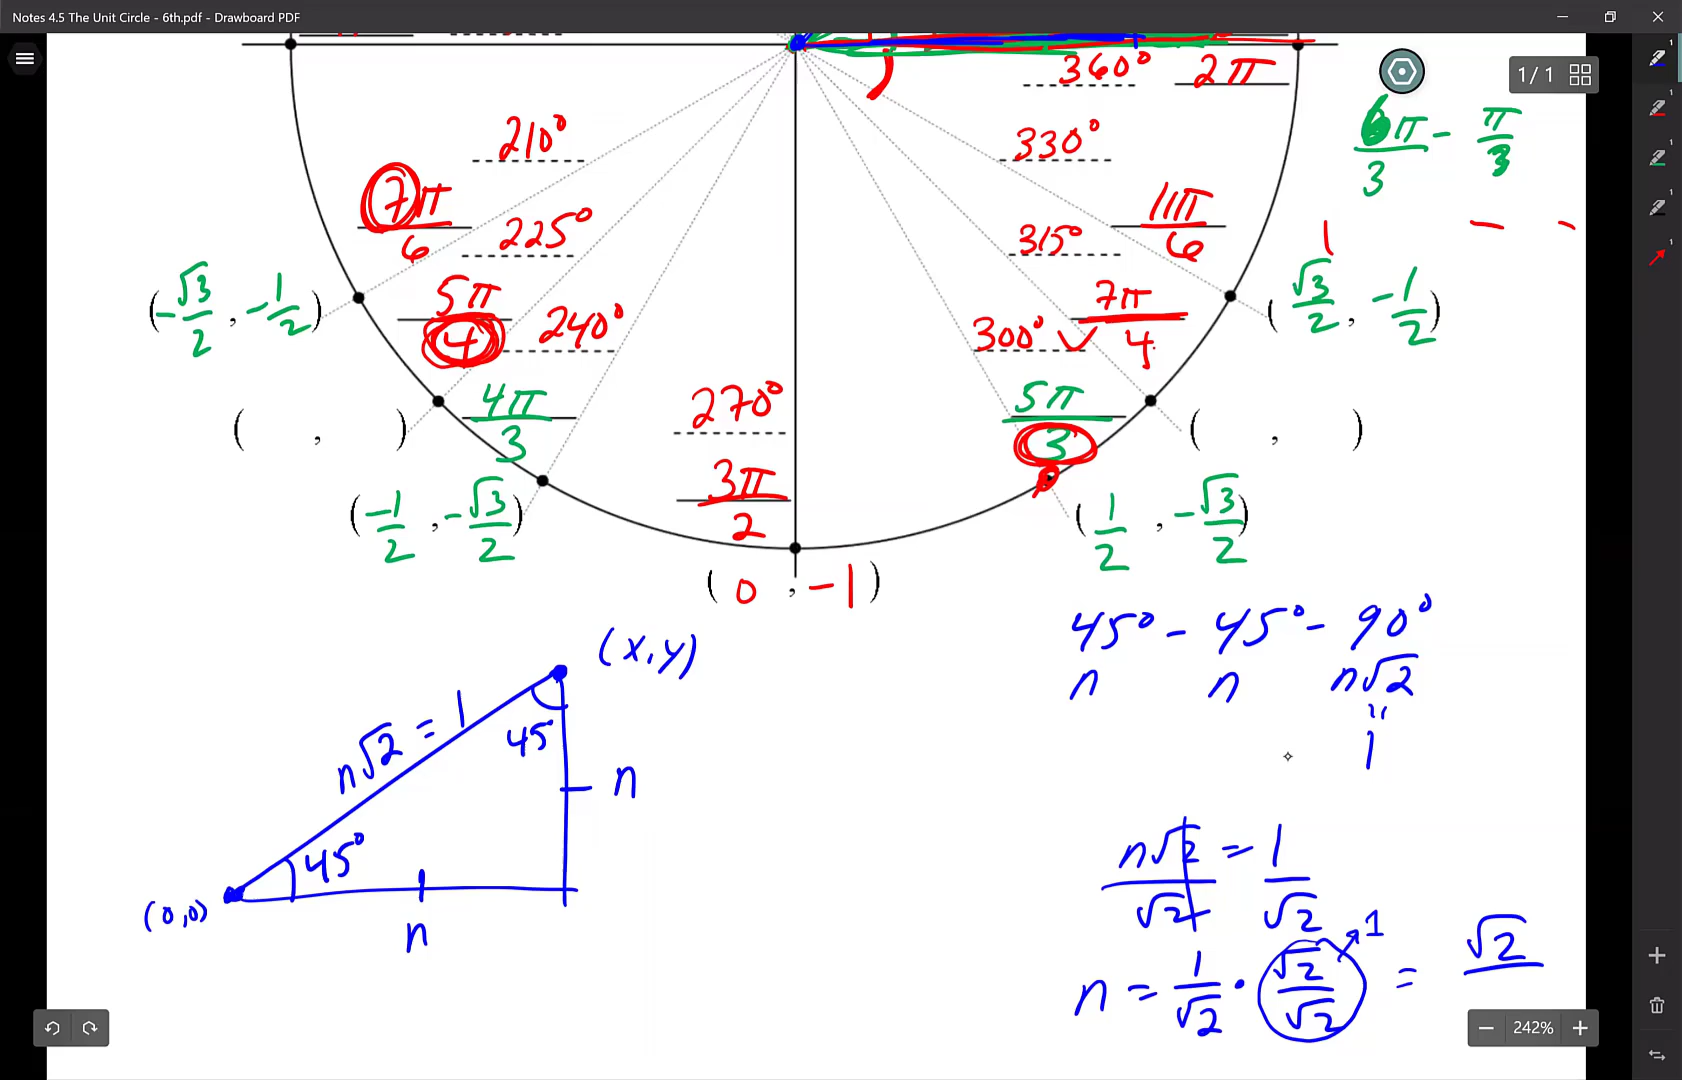 Notes 4.5 The Unit Circle - 6th.pdf - Drawboard PDF
1 / 1
360° 2π
6π/3 - π/3
210° 330°
7π/6 11π/6
225° 315°
1 - -
(-√3/2, -1/2) (√3/2, -1/2)
5π/4 7π/4
240° 300° ✓
4π/3 5π/3
270°
( , ) ( , )
3π/2
(-1/2, -√3/2) (1/2, -√3/2)
(0, -1)
45° - 45° - 90°
n n n√2
"
1
(x,y)
n√2 = 1
45
n
45°
(0,0)
n
n√2/√2 = 1/√2
1
n = 1/√2 · √2/√2 = √2
242%